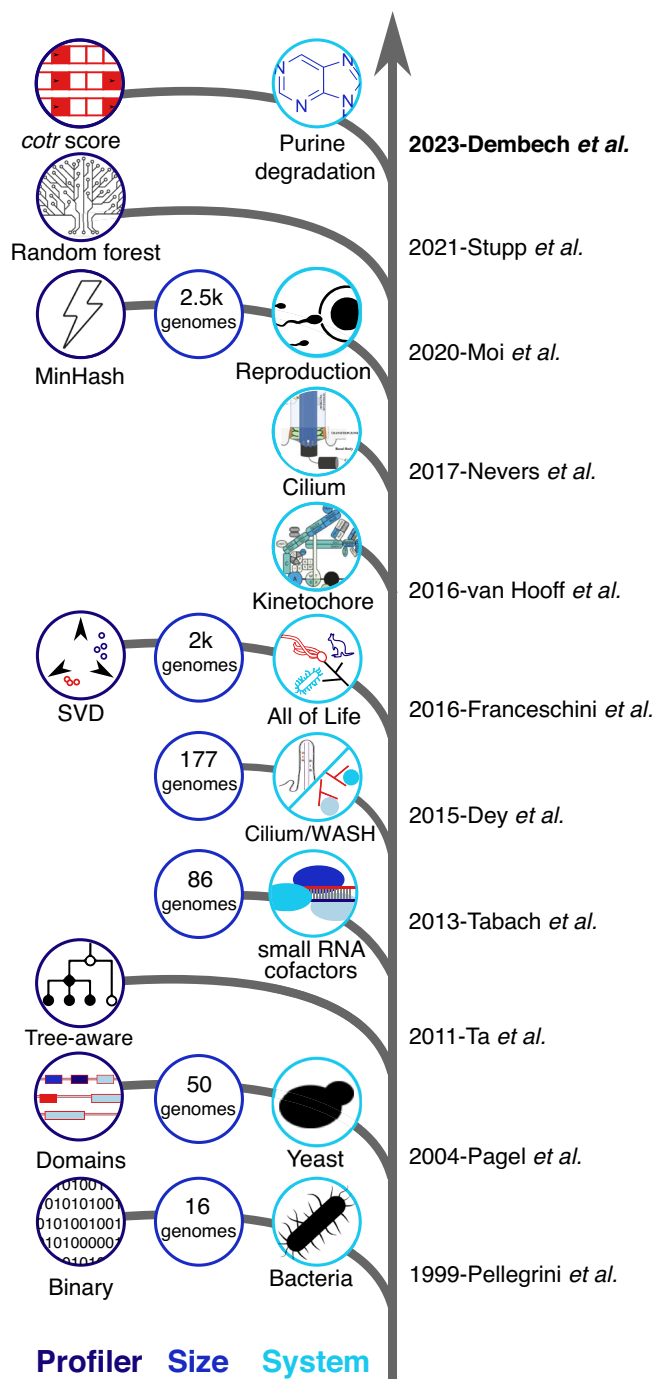 cotr score
Purine
degradation
N
N
N
N
2023-Dembech et al.
Random forest
2021-Stupp et al.
MinHash
2.5k
genomes
Reproduction
2020-Moi et al.
Cilium
2017-Nevers et al.
Kinetochore
2016-van Hooff et al.
SVD
2k
genomes
All of Life
2016-Franceschini et al.
177
genomes
Cilium/WASH
2015-Dey et al.
86
genomes
small RNA
cofactors
2013-Tabach et al.
Tree-aware
2011-Ta et al.
Domains
50
genomes
Yeast
2004-Pagel et al.
010101001
0101001001
101000001
Binary
16
genomes
Bacteria
1999-Pellegrini et al.
Profiler Size System